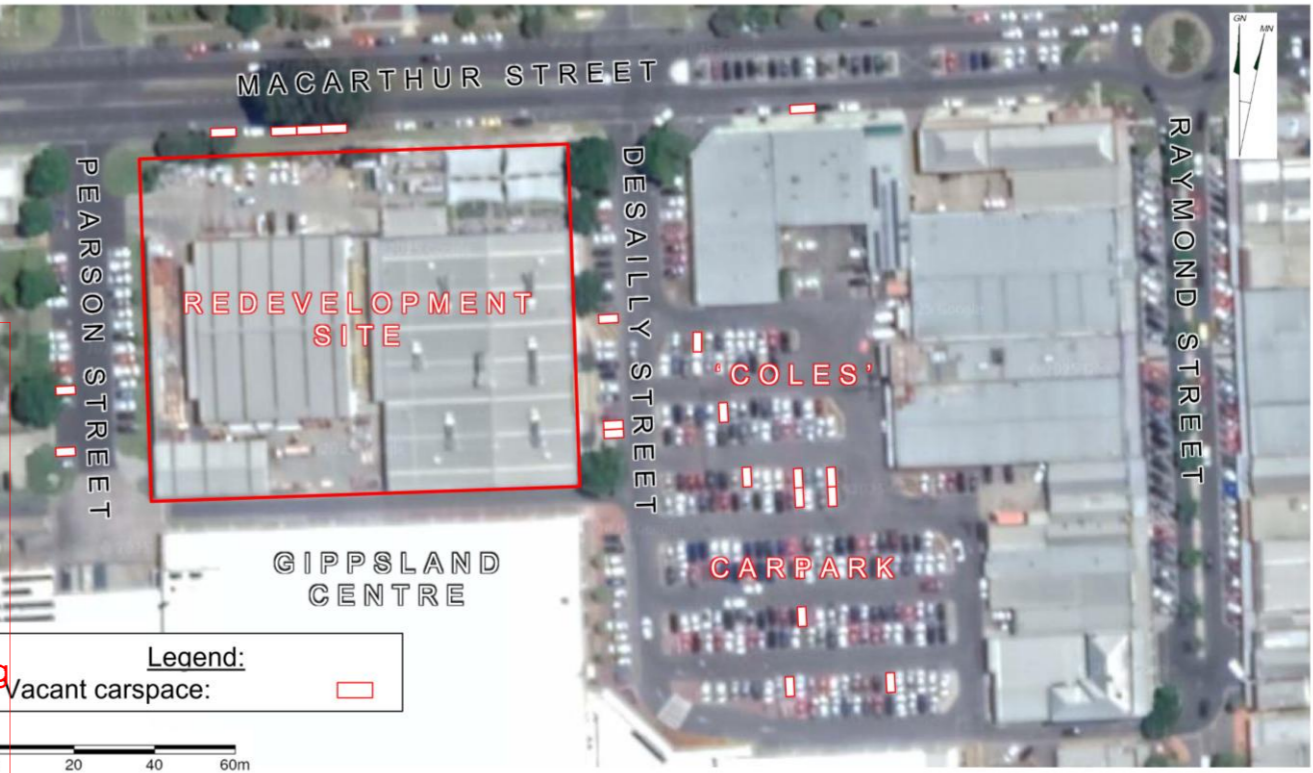 GN
MN
MACARTHUR STREET
PEARSON STREET
DESAILLY STREET
RAYMOND STREET
REDEVELOPMENT
SITE
'COLES'
CARPARK
GIPPSLAND
CENTRE
g
Legend:
Vacant carspace:
20 40 60m